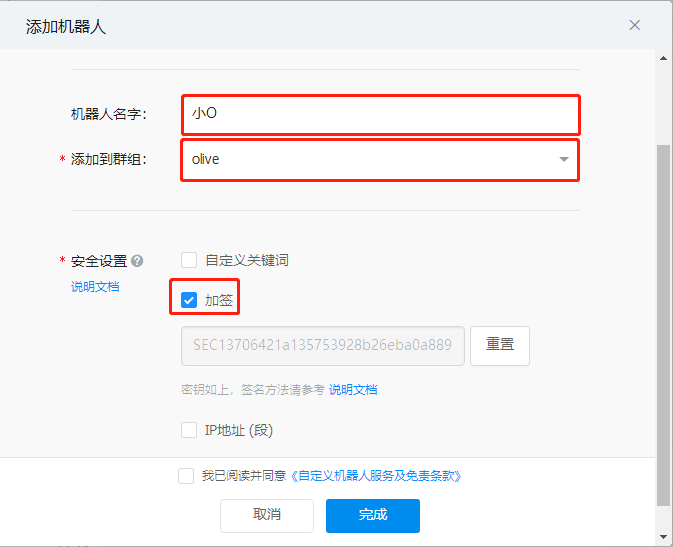 添加机器人
机器人名字: 小O
* 添加到群组: olive
* 安全设置 ? 自定义关键词
说明文档
加签
SEC13706421a135753928b26eba0a889 重置
密钥如上，签名方法请参考 说明文档
IP地址 (段)
我已阅读并同意《自定义机器人服务及免责条款》
取消 完成